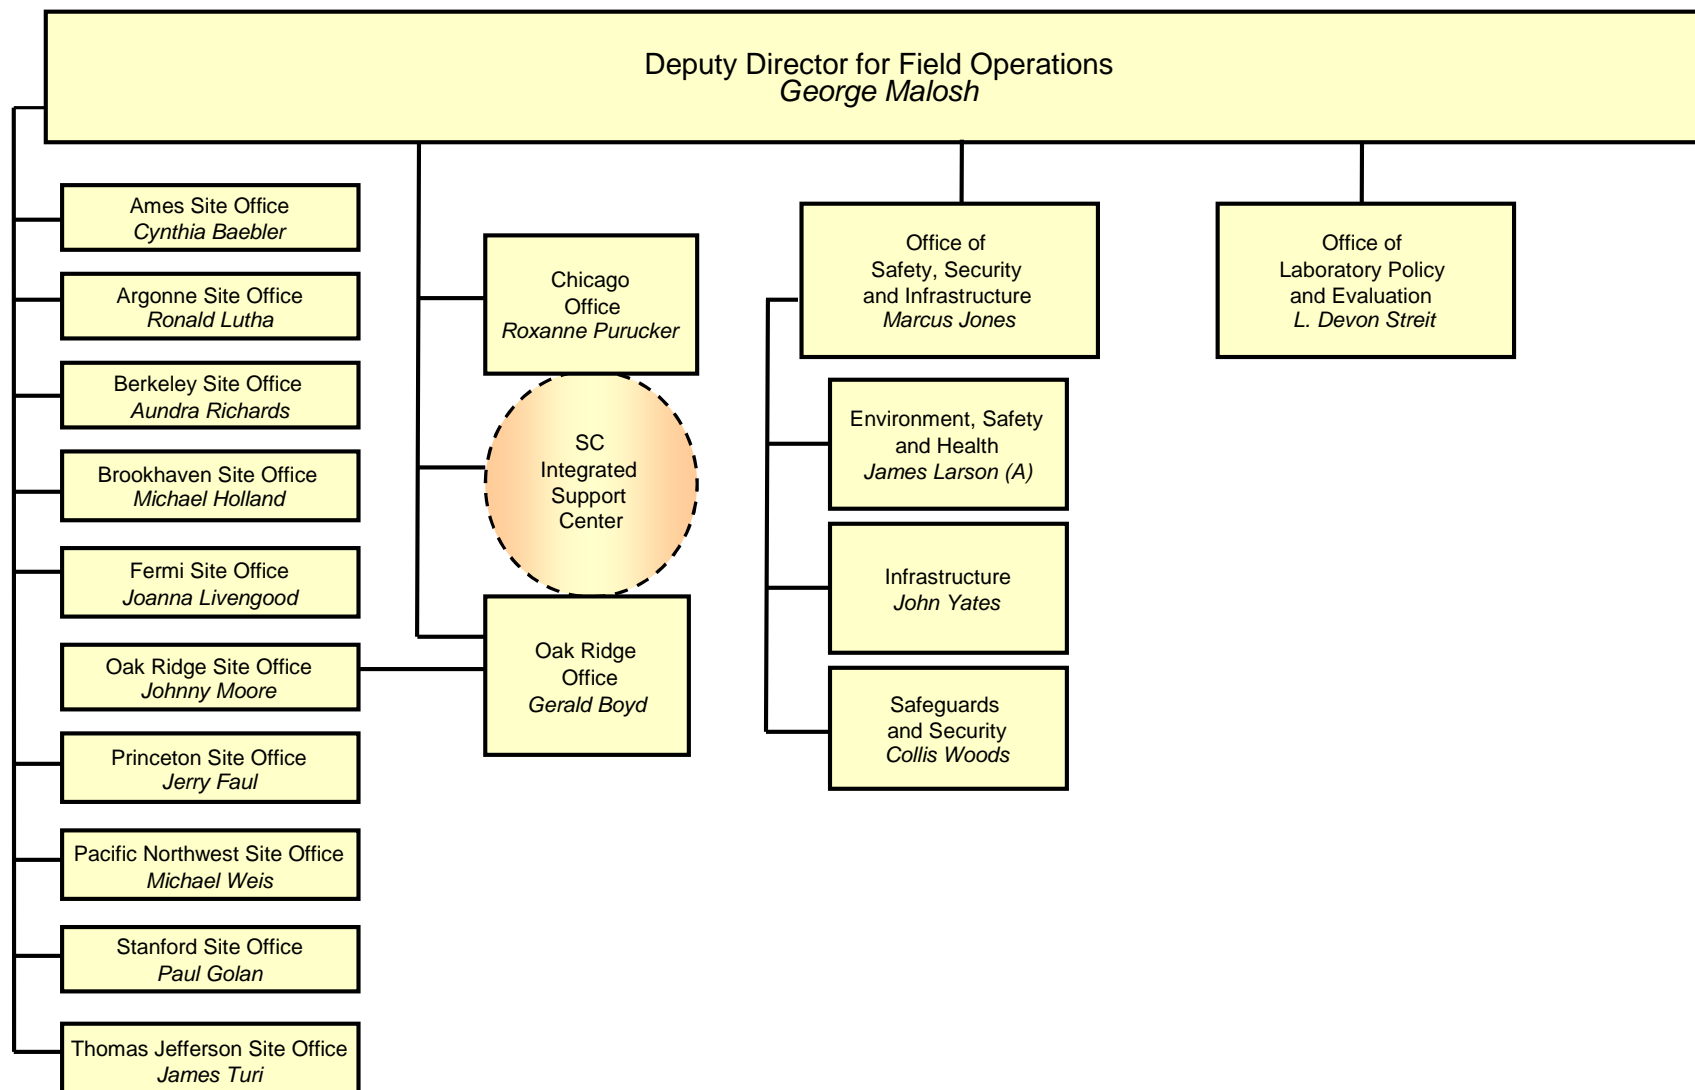 Deputy Director for Field Operations
George Malosh
Ames Site Office
Cynthia Baebler
Argonne Site Office
Ronald Lutha
Berkeley Site Office
Aundra Richards
Brookhaven Site Office
Michael Holland
Fermi Site Office
Joanna Livengood
Oak Ridge Site Office
Johnny Moore
Princeton Site Office
Jerry Faul
Pacific Northwest Site Office
Michael Weis
Stanford Site Office
Paul Golan
Thomas Jefferson Site Office
James Turi
Chicago
Office
Roxanne Purucker
SC
Integrated
Support
Center
Oak Ridge
Office
Gerald Boyd
Office of
Safety, Security
and Infrastructure
Marcus Jones
Environment, Safety
and Health
James Larson (A)
Infrastructure
John Yates
Safeguards
and Security
Collis Woods
Office of
Laboratory Policy
and Evaluation
L. Devon Streit